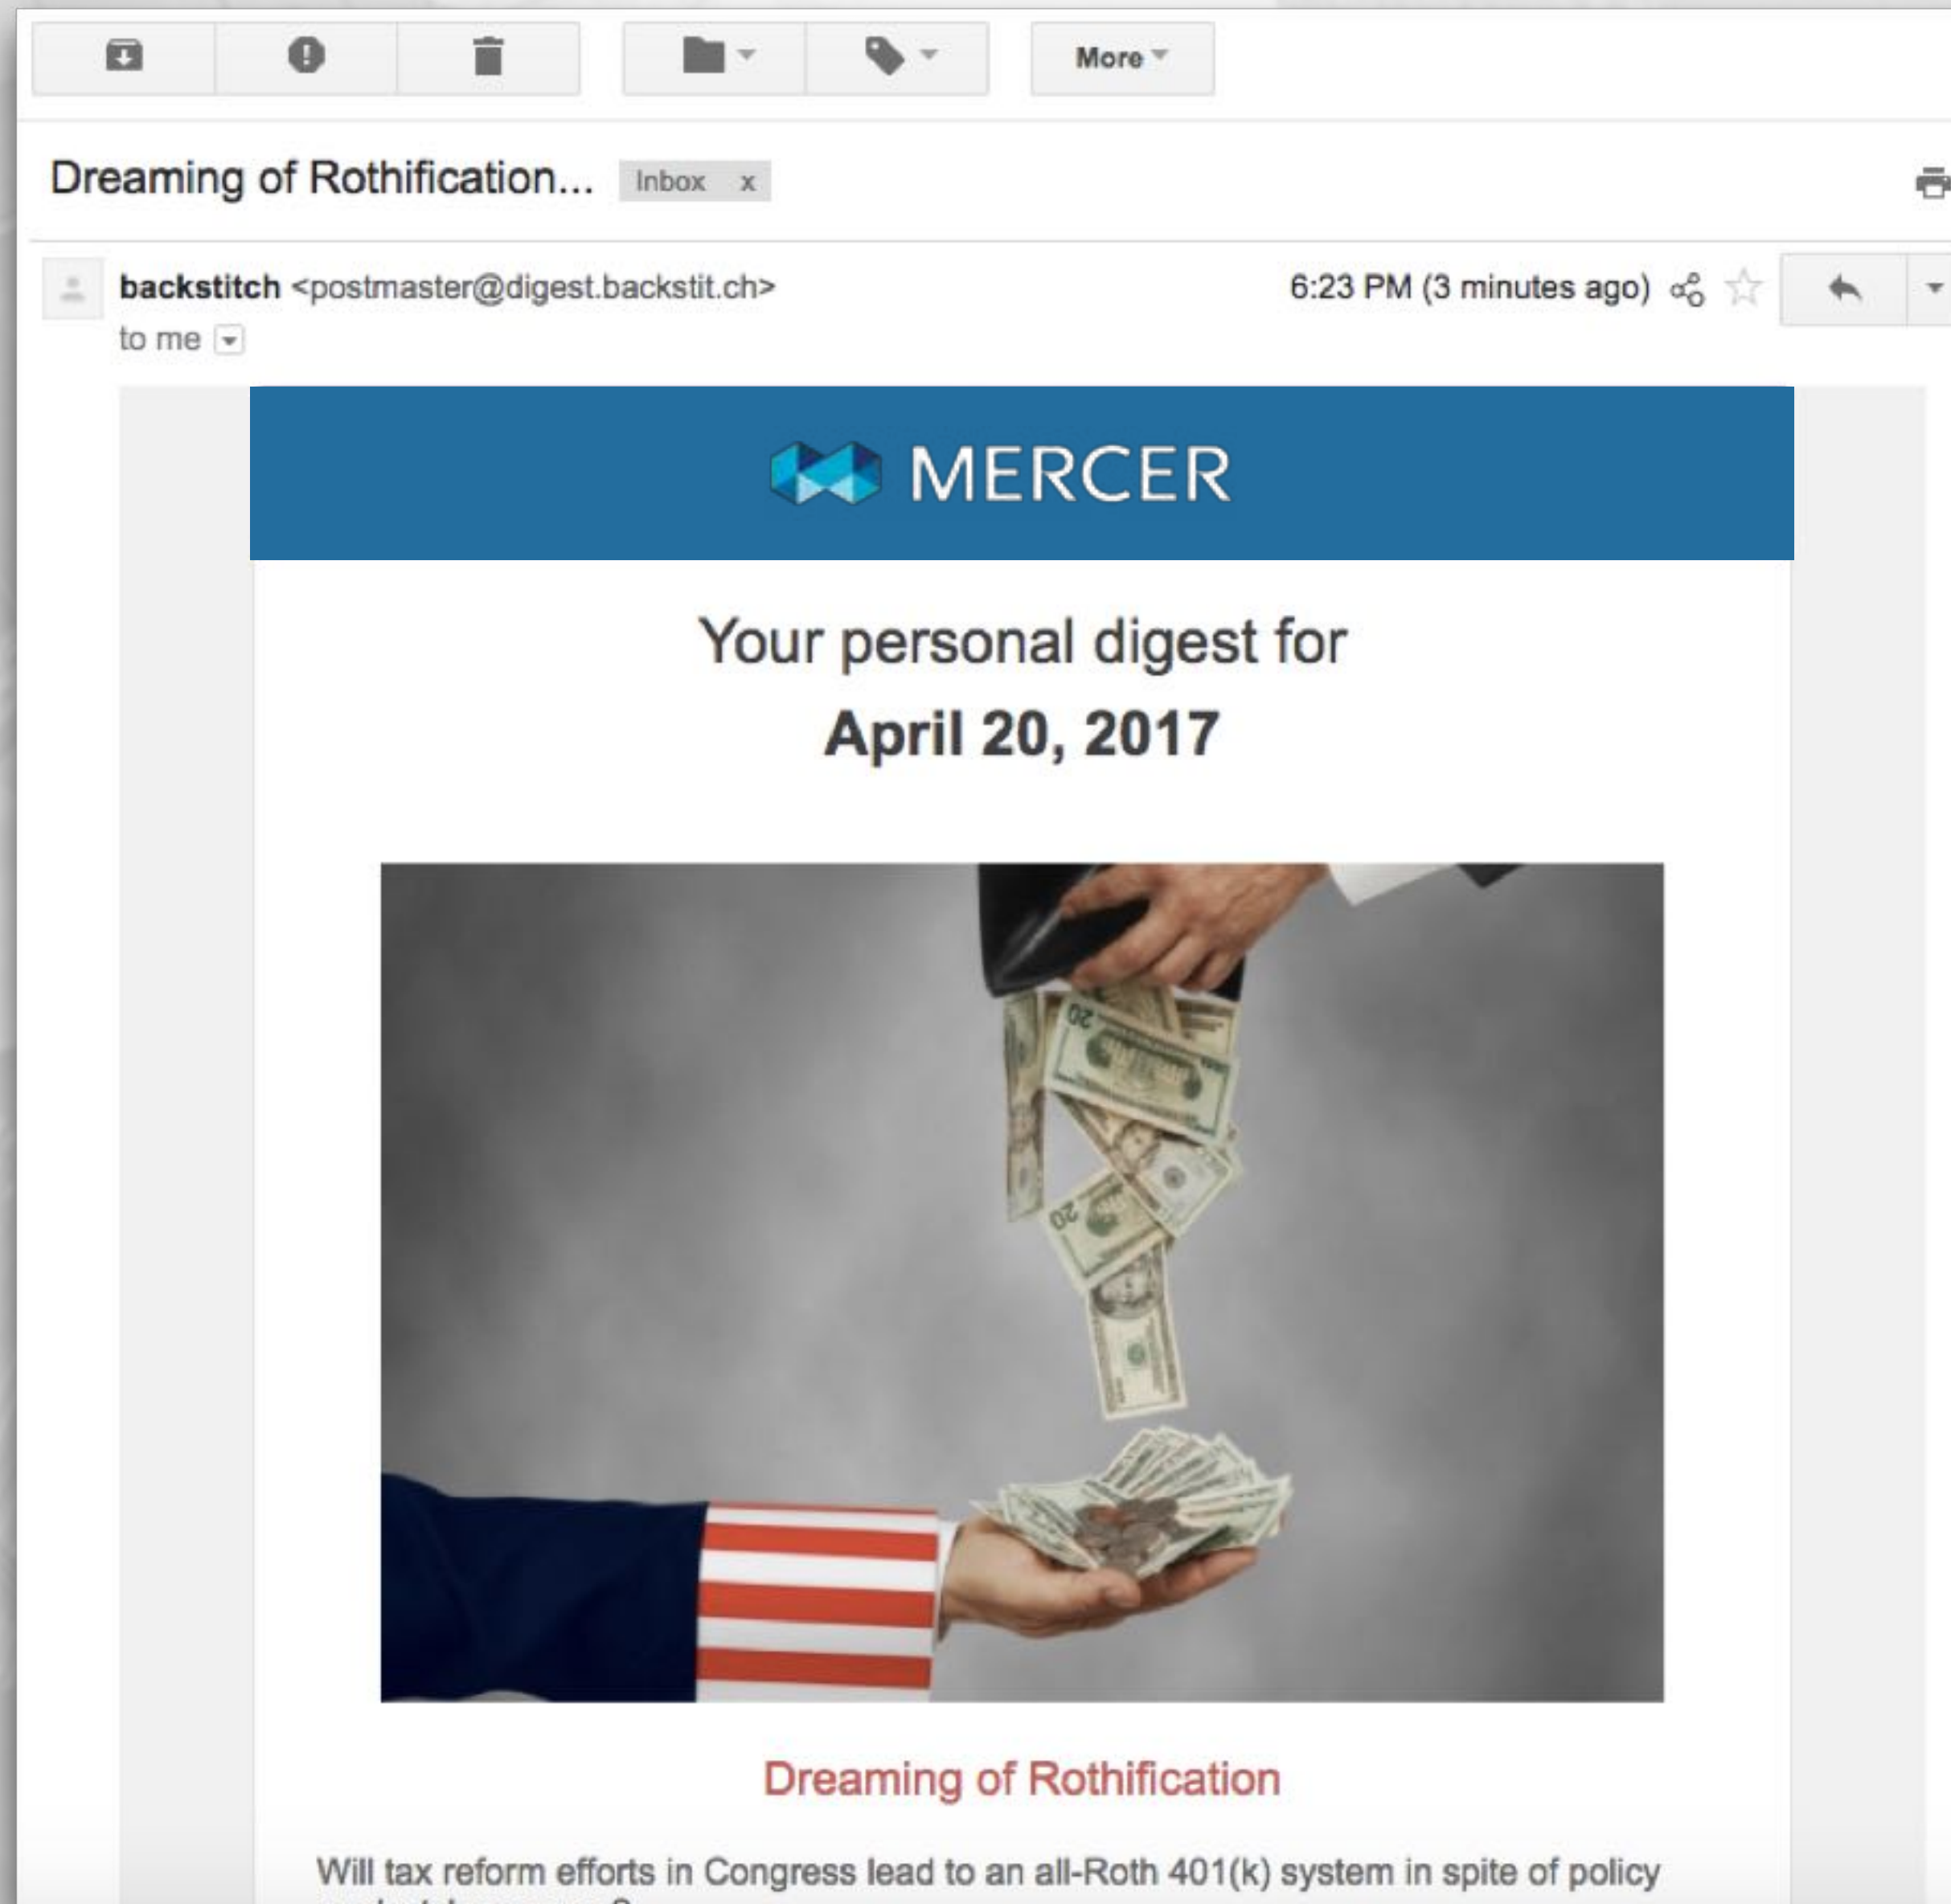 More
Dreaming of Rothification... Inbox x
backstitch <postmaster@digest.backstit.ch> 6:23 PM (3 minutes ago)
to me
MERCER
Your personal digest for
April 20, 2017
20
20
Dreaming of Rothification
Will tax reform efforts in Congress lead to an all-Roth 401(k) system in spite of policy